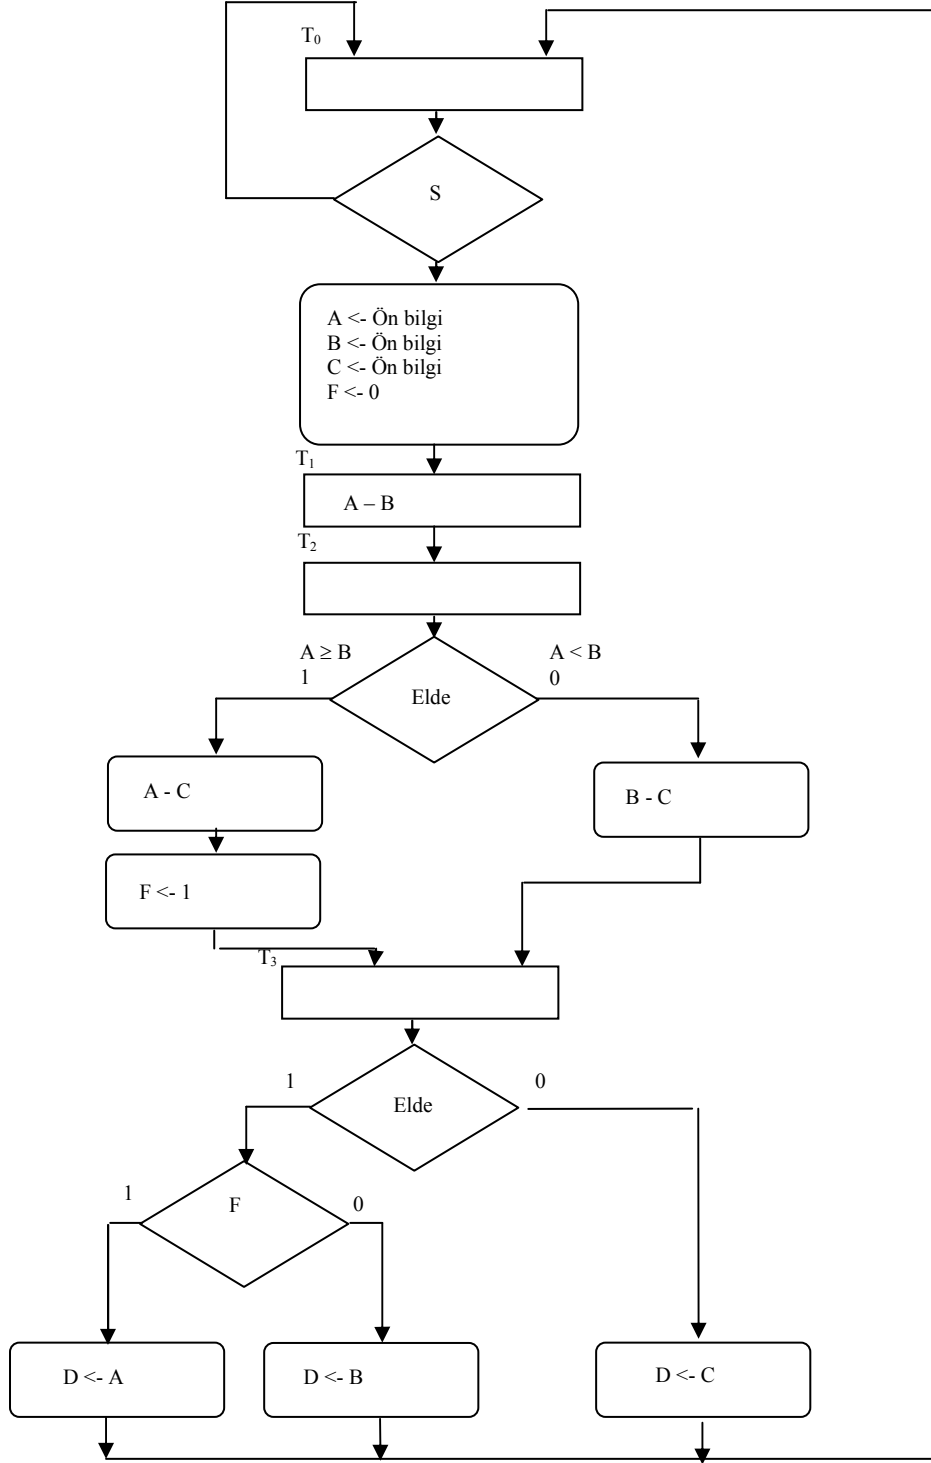 T₀
S
A <- Ön bilgi
B <- Ön bilgi
C <- Ön bilgi
F <- 0
T₁
A – B
T₂
A ≥ B
1
A < B
0
Elde
A - C
B - C
F <- 1
T₃
1
0
Elde
1
F
0
D <- A
D <- B
D <- C